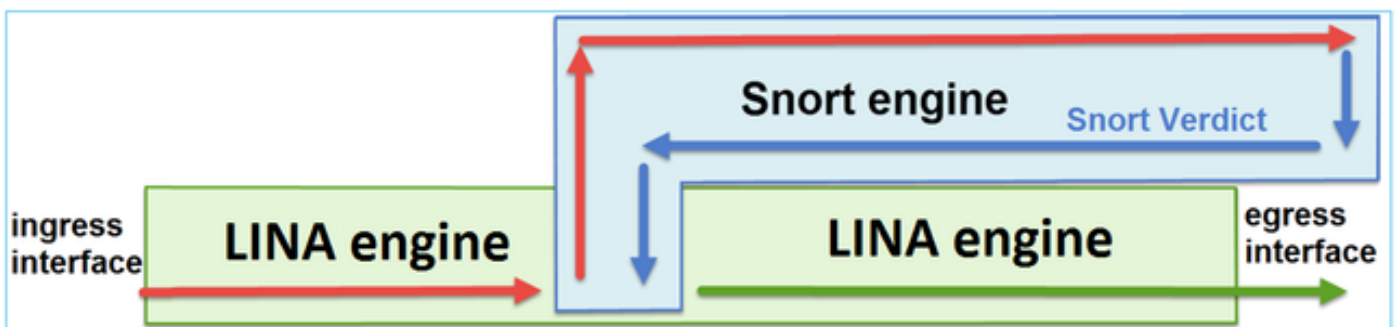 Snort engine
Snort Verdict
ingress
interface
LINA engine
LINA engine
egress
interface